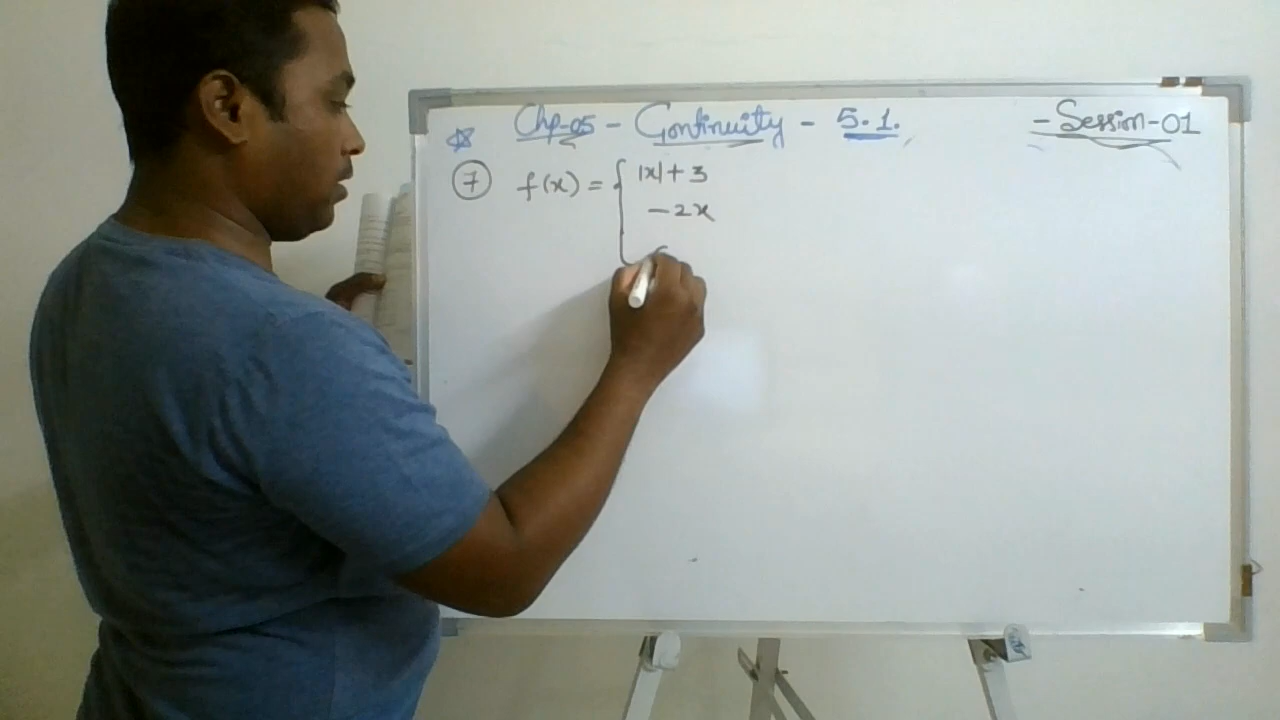 ☆ Chp-05 - Continuity - 5.1. - Session-01
⑦ f(x) = { |x| + 3
-2x